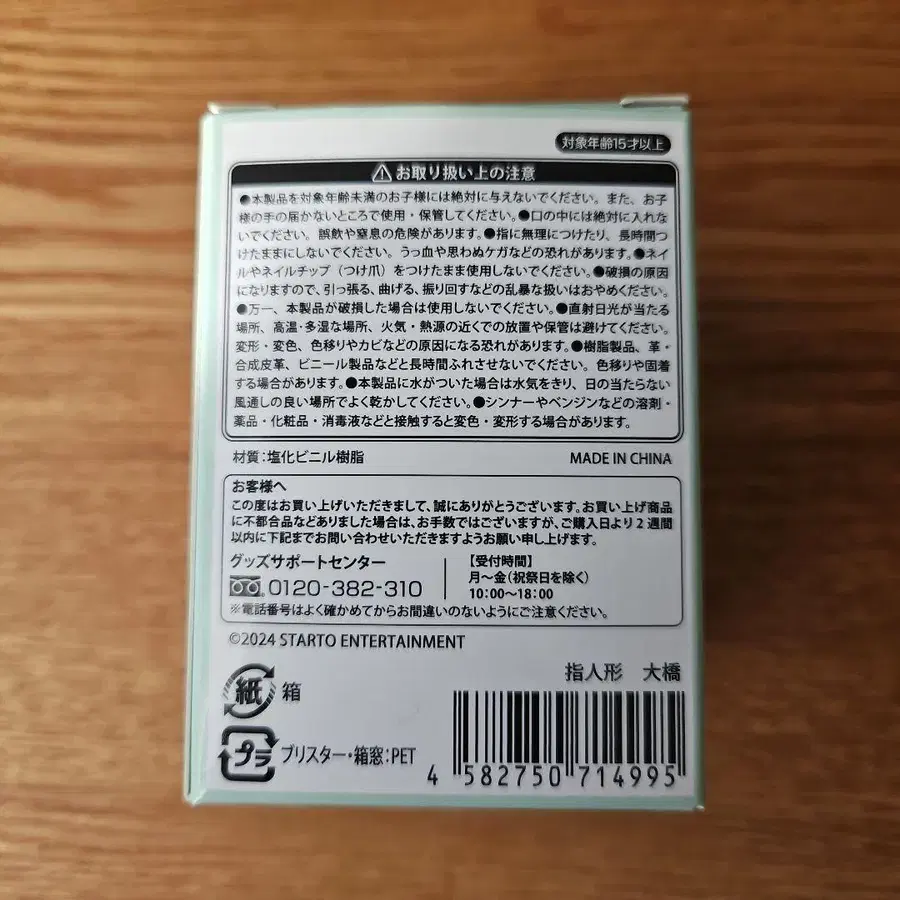 対象年齢15才以上
お取り扱い上の注意
●本製品を対象年齢未満のお子様には絶対に与えないでください。また、お子
様の手の届かないところで使用・保管してください。●口の中には絶対に入れな
いでください。誤飲や窒息の危険があります。●指に無理につけたり、長時間つ
けたままにしないでください。うっ血や思わぬケガなどの恐れがあります。●ネイ
ルやネイルチップ（つけ爪）をつけたまま使用しないでください。●破損の原因
になりますので、引っ張る、曲げる、振り回すなどの乱暴な扱いはおやめください。
●万一、本製品が破損した場合は使用しないでください。●直射日光が当たる
場所、高温・多湿な場所、火気・熱源の近くでの放置や保管は避けてください。
変形・変色、色移りやカビなどの原因になる恐れがあります。●樹脂製品、革・
合成皮革、ビニール製品などと長時間ふれさせないでください。色移りや固着
する場合があります。●本製品に水がついた場合は水気をきり、日の当たらない
風通しの良い場所でよく乾かしてください。●シンナーやベンジンなどの溶剤・
薬品・化粧品・消毒液などと接触すると変色・変形する場合があります。
材質：塩化ビニル樹脂 MADE IN CHINA
お客様へ
この度はお買い上げいただきまして、誠にありがとうございます。お買い上げ商品
に不都合品などありました場合は、お手数ではございますが、ご購入日より2週間
以内に下記までお問い合わせいただきますようお願い申し上げます。
グッズサポートセンター
0120-382-310
【受付時間】
月～金（祝祭日を除く）
10:00～18:00
※電話番号はよく確かめてからお間違いのないようにご注意ください。
©2024 STARTO ENTERTAINMENT
指人形 大橋
紙 箱
プラ ブリスター・箱窓：PET
4 582750 714995